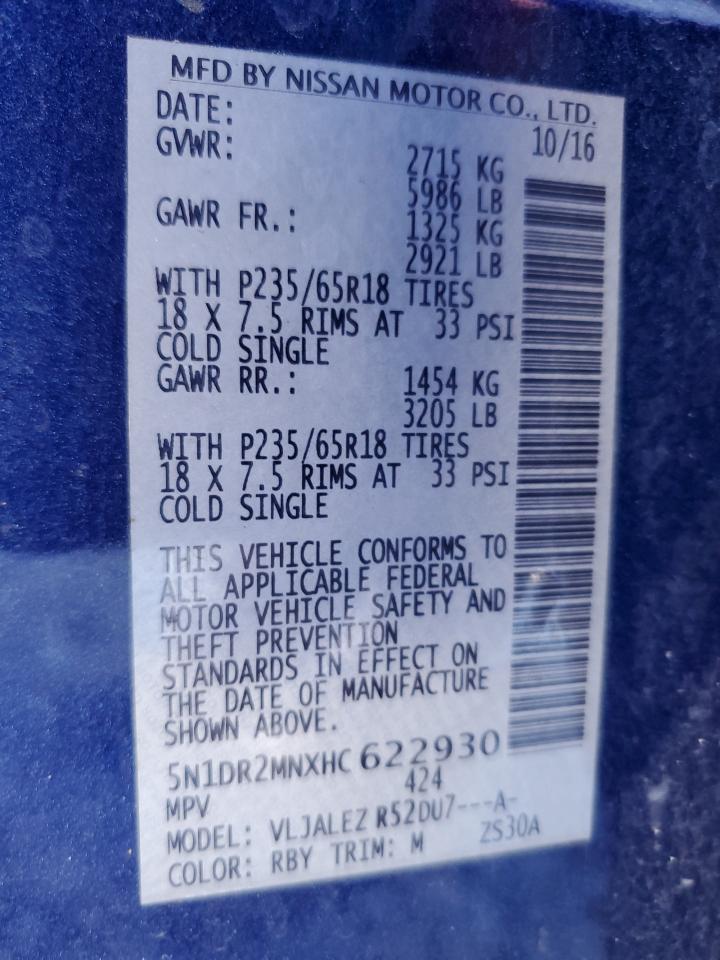 MFD BY NISSAN MOTOR CO., LTD.
DATE: 10/16
GVWR: 2715 KG
5986 LB
GAWR FR.: 1325 KG
2921 LB
WITH P235/65R18 TIRES
18 X 7.5 RIMS AT 33 PSI
COLD SINGLE
GAWR RR.: 1454 KG
3205 LB
WITH P235/65R18 TIRES
18 X 7.5 RIMS AT 33 PSI
COLD SINGLE
THIS VEHICLE CONFORMS TO
ALL APPLICABLE FEDERAL
MOTOR VEHICLE SAFETY AND
THEFT PREVENTION
STANDARDS IN EFFECT ON
THE DATE OF MANUFACTURE
SHOWN ABOVE.
5N1DR2MNXHC 622930
MPV 424
MODEL: VLJALEZ R52DU7---A-
COLOR: RBY TRIM: M ZS30A